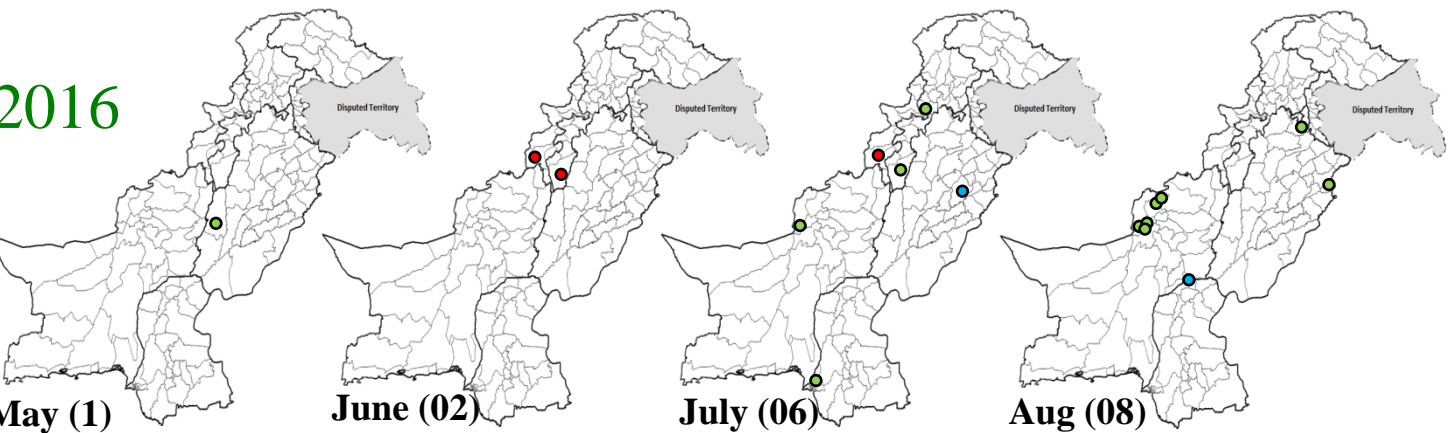 2016
Disputed Territory
Disputed Territory
Disputed Territory
Disputed Territory
May (1)
June (02)
July (06)
Aug (08)